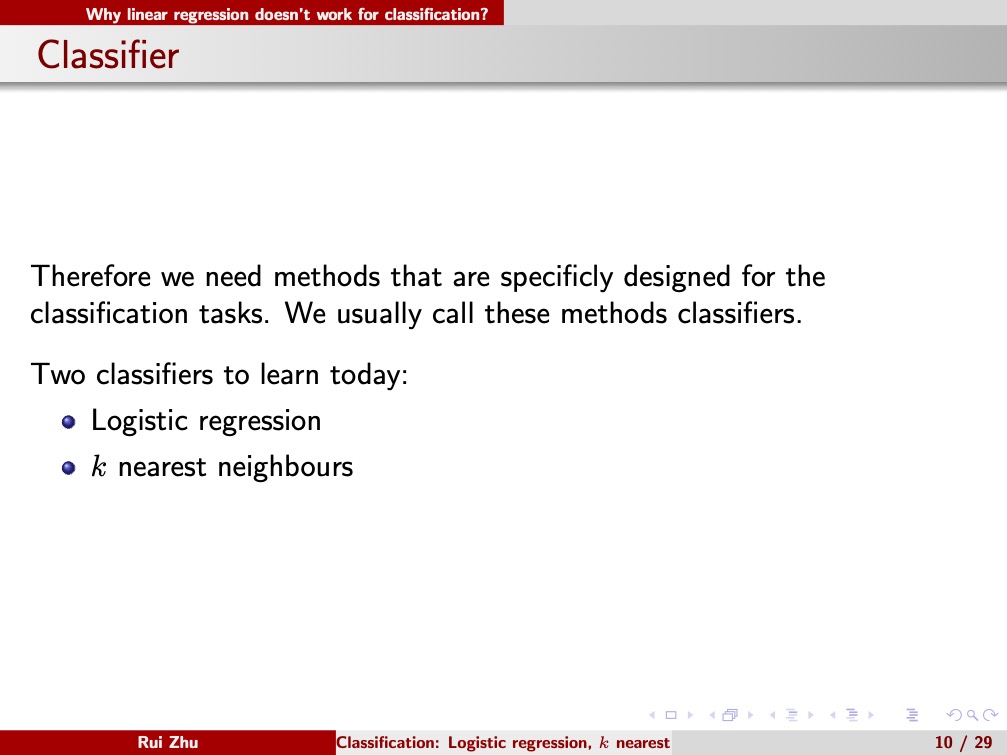 Why linear regression doesn't work for classification?
Classifier
Therefore we need methods that are specificly designed for the
classification tasks. We usually call these methods classifiers.
Two classifiers to learn today:
Logistic regression
k nearest neighbours
Rui Zhu
Classification: Logistic regression, k nearest
10 / 29